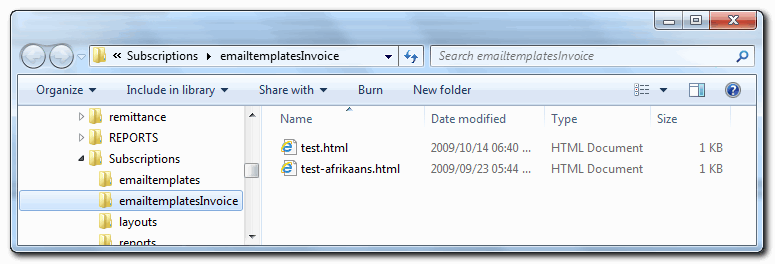 « Subscriptions emailtemplatesInvoice Search emailtemplatesInvoice
Organize Include in library Share with Burn New folder
remittance
REPORTS
Subscriptions
emailtemplates
emailtemplatesInvoice
layouts
reports
Name Date modified Type Size
test.html 2009/10/14 06:40 ... HTML Document 1 KB
test-afrikaans.html 2009/09/23 05:44 ... HTML Document 1 KB